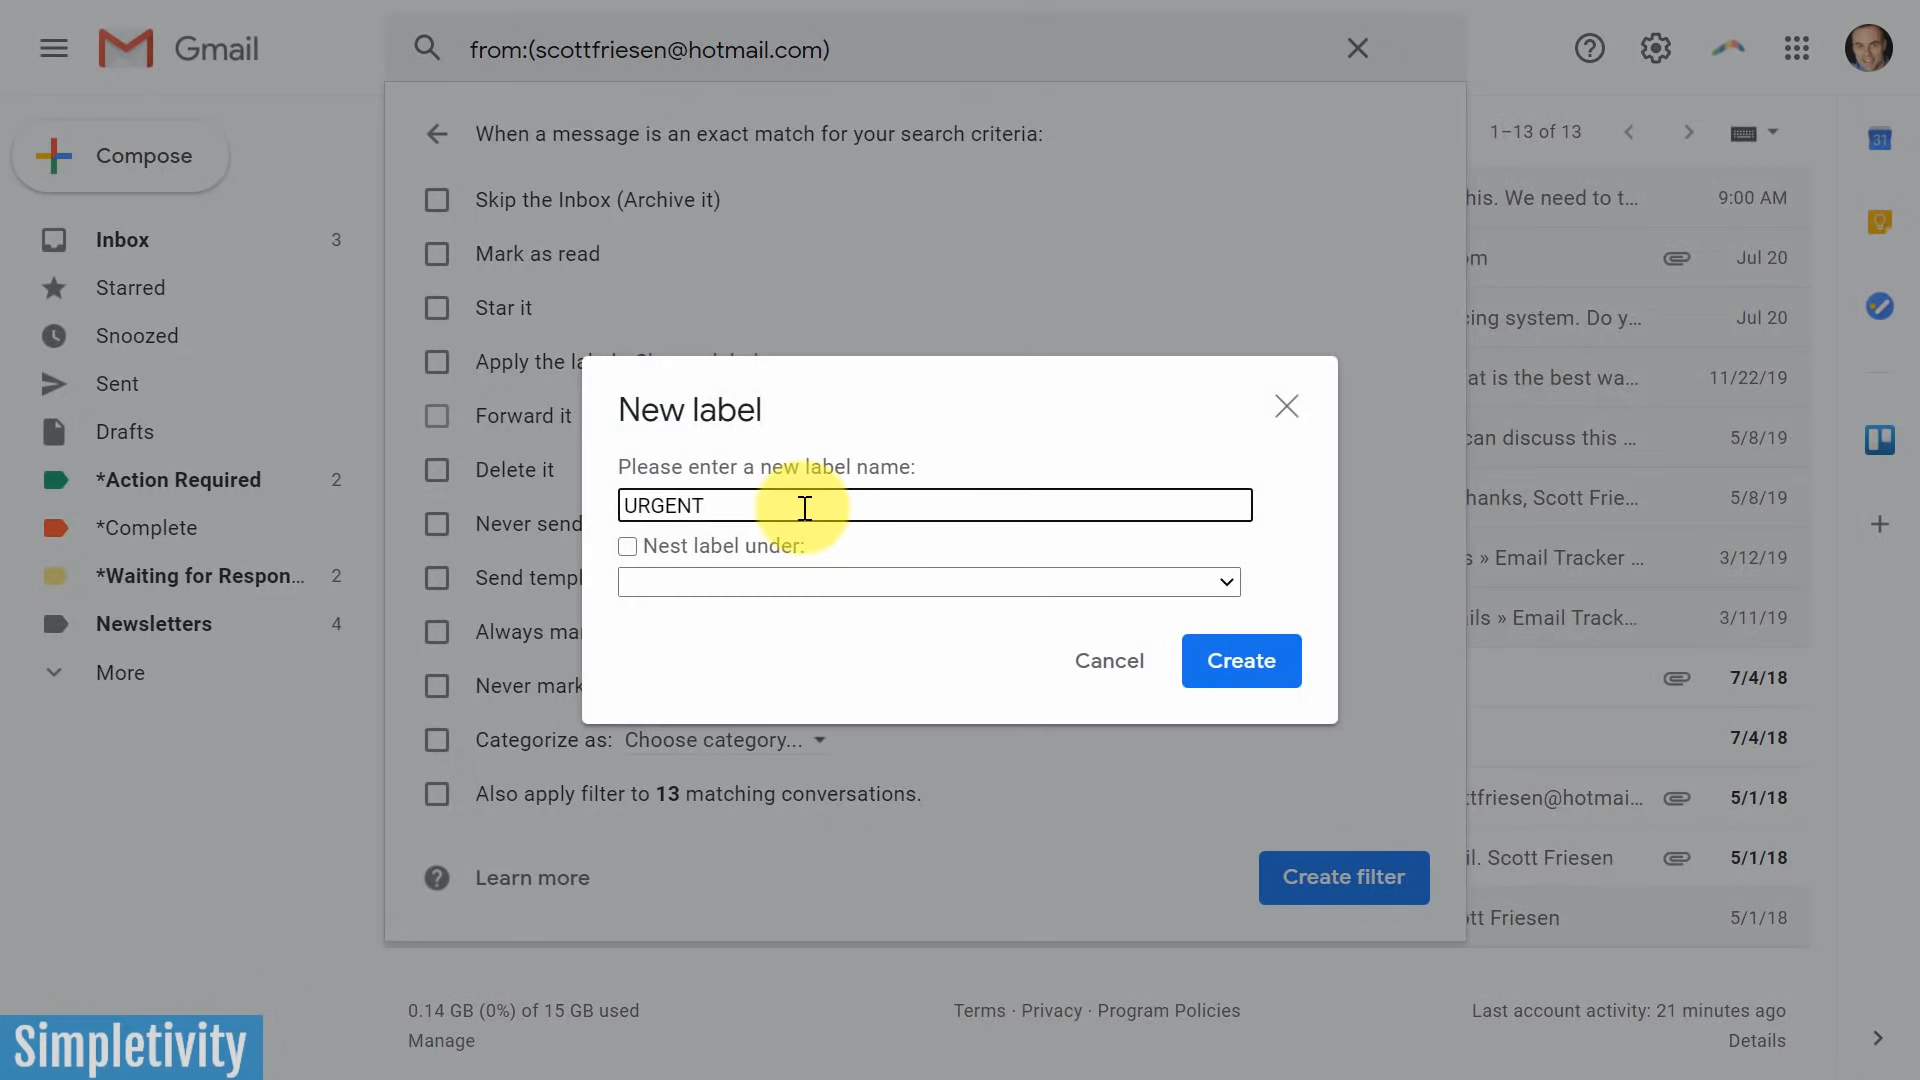 Gmail
from:(scottfriesen@hotmail.com)
Compose
Inbox 3
Starred
Snoozed
Sent
Drafts
*Action Required 2
*Complete
*Waiting for Respon... 2
Newsletters 4
More
When a message is an exact match for your search criteria:
Skip the Inbox (Archive it)
Mark as read
Star it
Apply the
Forward it
Delete it
Never send
Send
Always
Never mark
Categorize as: Choose category...
Also apply filter to 13 matching conversations.
Learn more
Create filter
New label
Please enter a new label name:
URGENT
Nest label under:
Cancel
Create
1–13 of 13
his. We need to t... 9:00 AM
om Jul 20
cing system. Do y... Jul 20
at is the best wa... 11/22/19
can discuss this ... 5/8/19
hanks, Scott Frie... 5/8/19
s » Email Tracker ... 3/12/19
ils » Email Track... 3/11/19
7/4/18
7/4/18
ttfriesen@hotmai... 5/1/18
il. Scott Friesen 5/1/18
ott Friesen 5/1/18
31
0.14 GB (0%) of 15 GB used
Manage
Terms · Privacy · Program Policies
Last account activity: 21 minutes ago
Details
Simpletivity